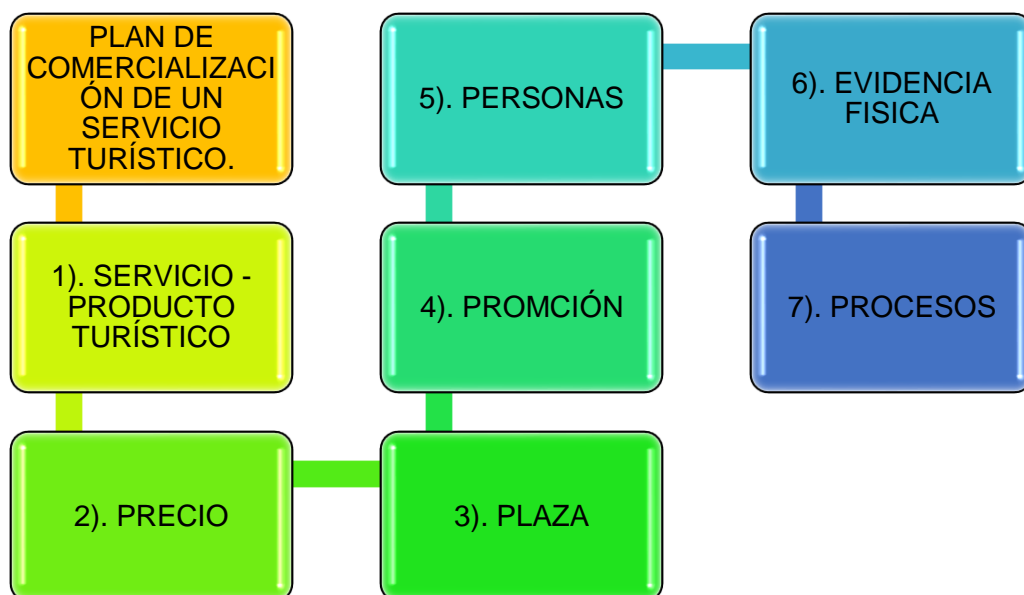 PLAN DE
COMERCIALIZACI
ÓN DE UN
SERVICIO
TURÍSTICO.
1). SERVICIO -
PRODUCTO
TURÍSTICO
2). PRECIO
3). PLAZA
4). PROMCIÓN
5). PERSONAS
6). EVIDENCIA
FISICA
7). PROCESOS